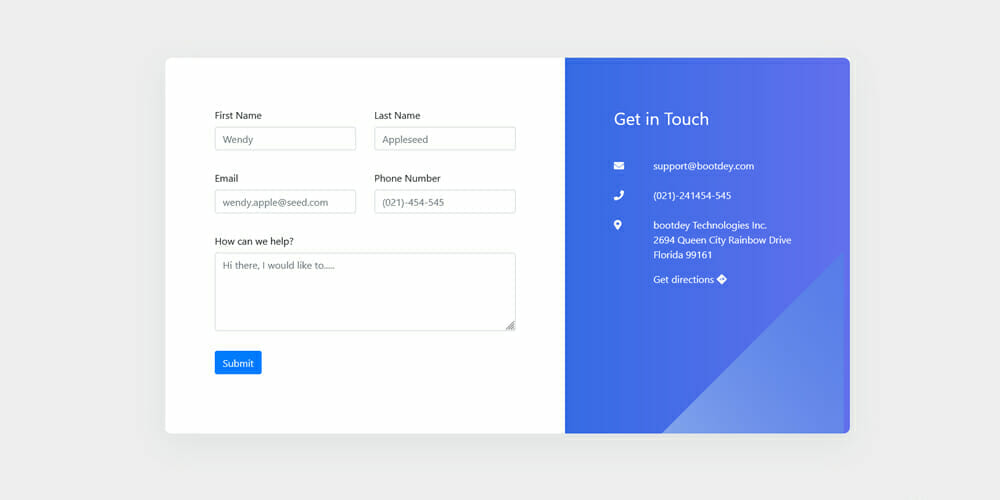 First Name
Last Name
Wendy
Appleseed
Email
Phone Number
wendy.apple@seed.com
(021)-454-545
How can we help?
Hi there, I would like to.....
Submit
Get in Touch
support@bootdey.com
(021)-241454-545
bootdey Technologies Inc.
2694 Queen City Rainbow Drive
Florida 99161
Get directions